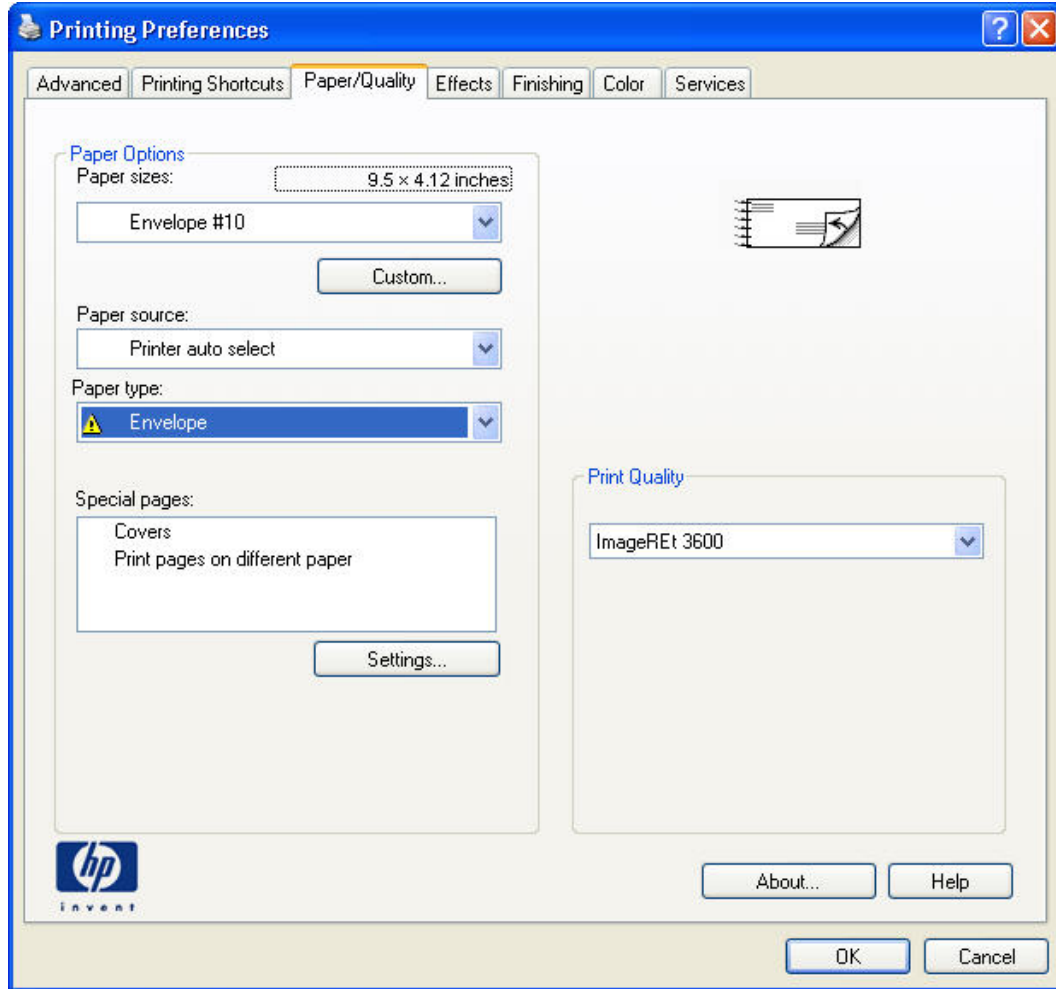 Printing Preferences
Advanced Printing Shortcuts Paper/Quality Effects Finishing Color Services
Paper Options
Paper sizes: 9.5 × 4.12 inches
Envelope #10
Custom...
Paper source:
Printer auto select
Paper type:
Envelope
Special pages:
Covers
Print pages on different paper
Settings...
Print Quality
ImageREt 3600
hp
invent
About... Help
OK Cancel